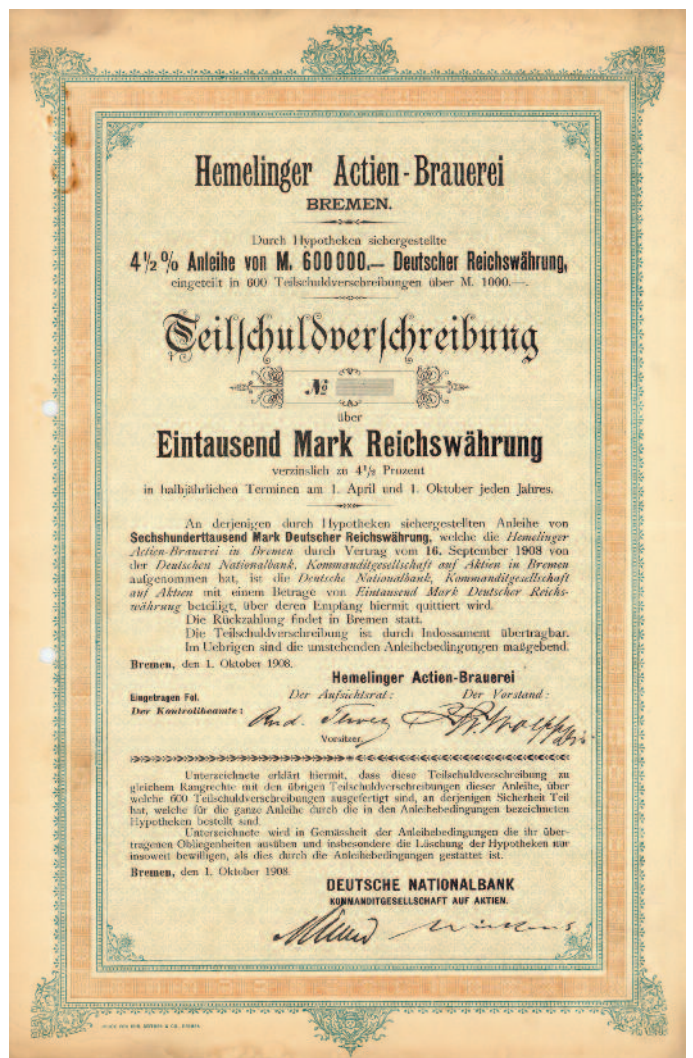 Hemelinger Actien-Brauerei
BREMEN.
Durch Hypotheken sichergestellte
4½% Anleihe von M. 600000.— Deutscher Reichswährung,
eingeteilt in 600 Teilschuldverschreibungen über M. 1000.—.
Teilschuldverschreibung
№
über
Eintausend Mark Reichswährung
verzinslich zu 4½ Prozent
in halbjährlichen Terminen am 1. April und 1. Oktober jeden Jahres.
An derjenigen durch Hypotheken sichergestellten Anleihe von
Sechshunderttausend Mark Deutscher Reichswährung, welche die Hemelinger
Actien-Brauerei in Bremen durch Vertrag vom 16. September 1908 von
der Deutschen Nationalbank, Kommanditgesellschaft auf Aktien in Bremen
aufgenommen hat, ist die Deutsche Nationalbank, Kommanditgesellschaft
auf Aktien mit einem Betrage von Eintausend Mark Deutscher Reichs-
währung beteiligt, über deren Empfang hiermit quittiert wird.
Die Rückzahlung findet in Bremen statt.
Die Teilschuldverschreibung ist durch Indossament übertragbar.
Im Uebrigen sind die umstehenden Anleihebedingungen maßgebend.
Bremen, den 1. Oktober 1908.
Hemelinger Actien-Brauerei
Eingetragen Fol. Der Aufsichtsrat: Der Vorstand:
Der Kontrollbeamte:
Vorsitzer.
Unterzeichnete erklärt hiermit, dass diese Teilschuldverschreibung zu
gleichem Rangrechte mit den übrigen Teilschuldverschreibungen dieser Anleihe, über
welche 600 Teilschuldverschreibungen ausgefertigt sind, an derjenigen Sicherheit Teil
hat, welche für die ganze Anleihe durch die in den Anleihebedingungen bezeichneten
Hypotheken bestellt sind.
Unterzeichnete wird in Gemässheit der Anleihebedingungen die ihr über-
tragenen Obliegenheiten ausüben und insbesondere die Löschung der Hypotheken nur
insoweit bewilligen, als dies durch die Anleihebedingungen gestattet ist.
Bremen, den 1. Oktober 1908.
DEUTSCHE NATIONALBANK
KOMMANDITGESELLSCHAFT AUF AKTIEN.